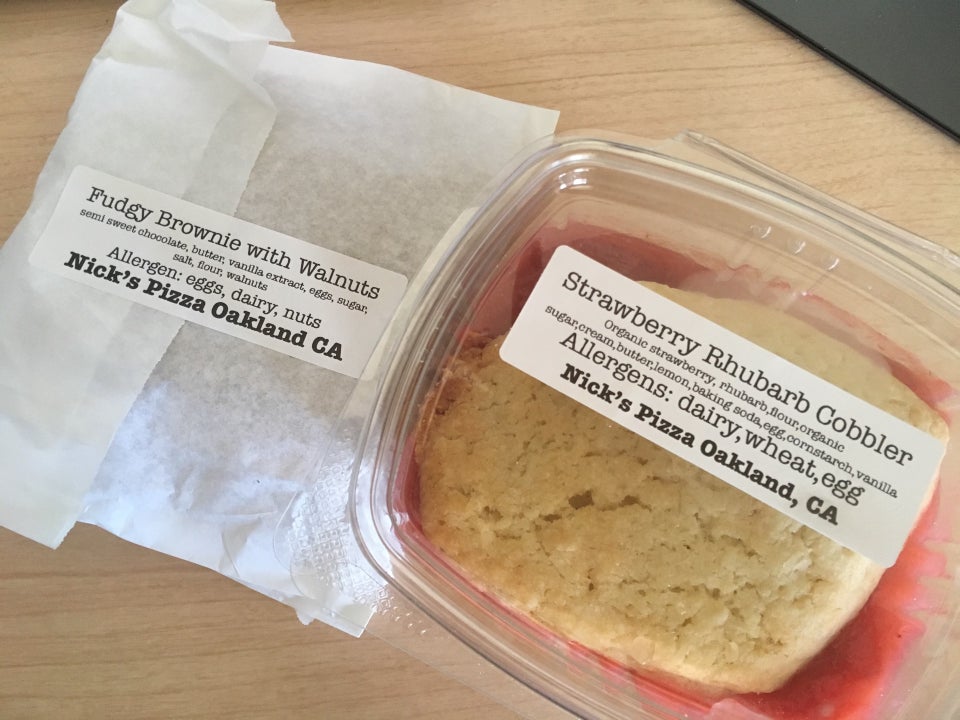 Fudgy Brownie with Walnuts
semi sweet chocolate, butter, vanilla extract, eggs, sugar,
salt, flour, walnuts
Allergen: eggs, dairy, nuts
Nick's Pizza Oakland CA
Strawberry Rhubarb Cobbler
Organic strawberry, rhubarb,flour,organic
sugar,cream,butter,lemon,baking soda,egg,cornstarch,vanilla
Allergens: dairy,wheat,egg
Nick's Pizza Oakland, CA